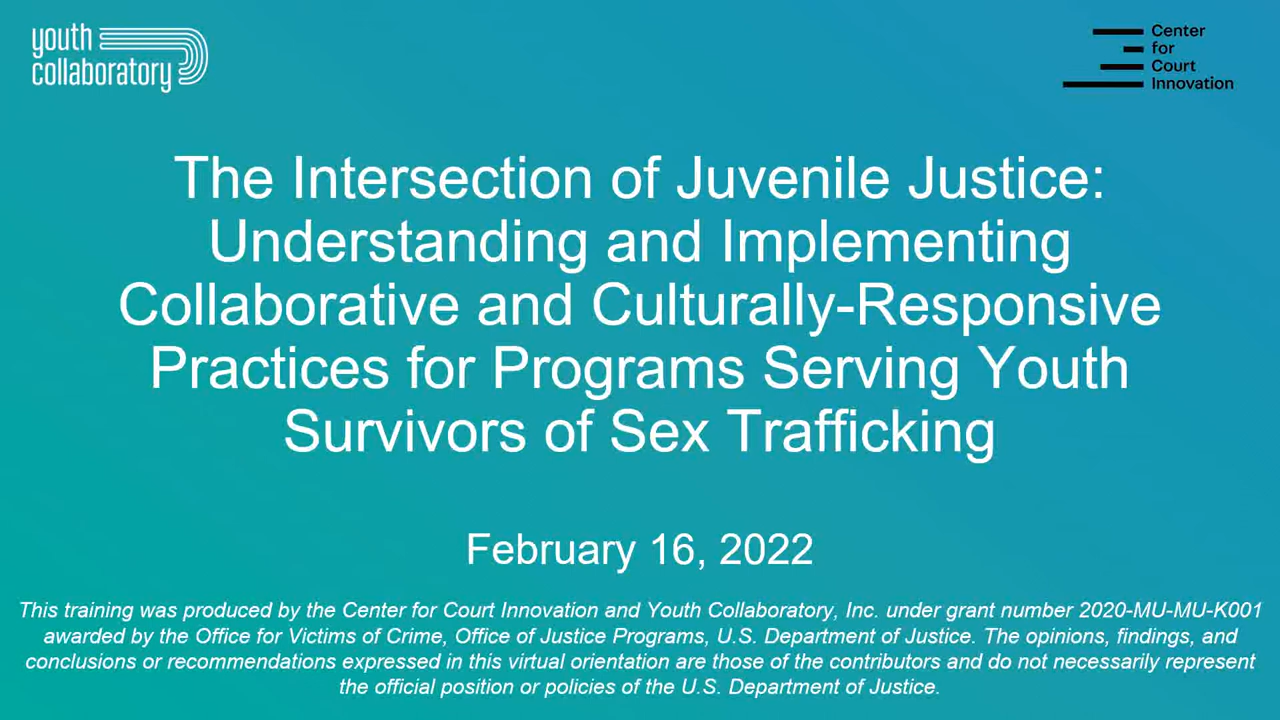 youth
collaboratory
Center
for
Court
Innovation
The Intersection of Juvenile Justice:
Understanding and Implementing
Collaborative and Culturally-Responsive
Practices for Programs Serving Youth
Survivors of Sex Trafficking
February 16, 2022
This training was produced by the Center for Court Innovation and Youth Collaboratory, Inc. under grant number 2020-MU-MU-K001
awarded by the Office for Victims of Crime, Office of Justice Programs, U.S. Department of Justice. The opinions, findings, and
conclusions or recommendations expressed in this virtual orientation are those of the contributors and do not necessarily represent
the official position or policies of the U.S. Department of Justice.